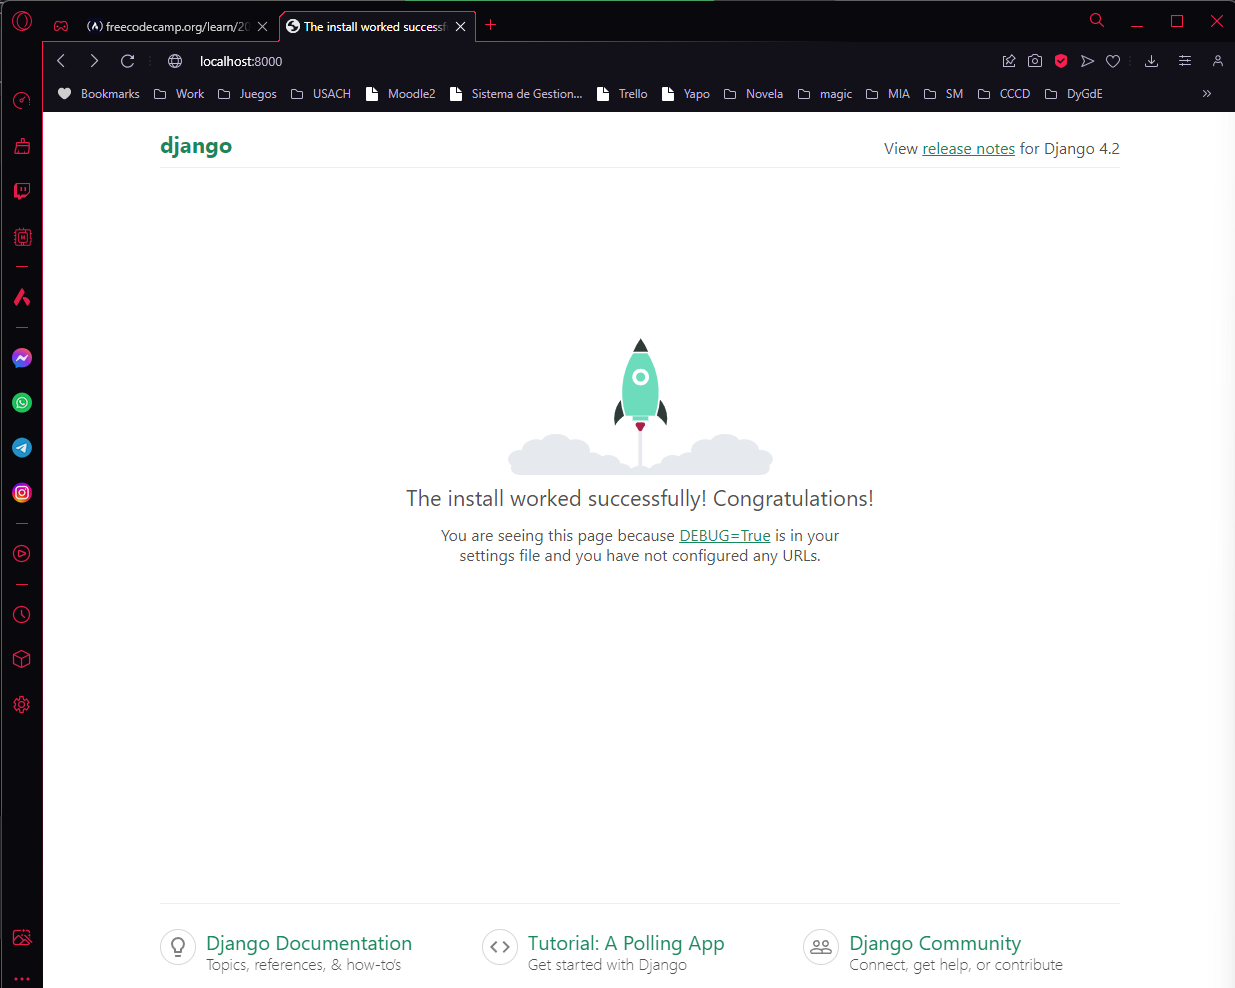 freecodecamp.org/learn/20
The install worked successf
localhost:8000
Bookmarks Work Juegos USACH Moodle2 Sistema de Gestion... Trello Yapo Novela magic MIA SM CCCD DyGdE
django
View release notes for Django 4.2
The install worked successfully! Congratulations!
You are seeing this page because DEBUG=True is in your
settings file and you have not configured any URLs.
Django Documentation
Topics, references, & how-to's
Tutorial: A Polling App
Get started with Django
Django Community
Connect, get help, or contribute